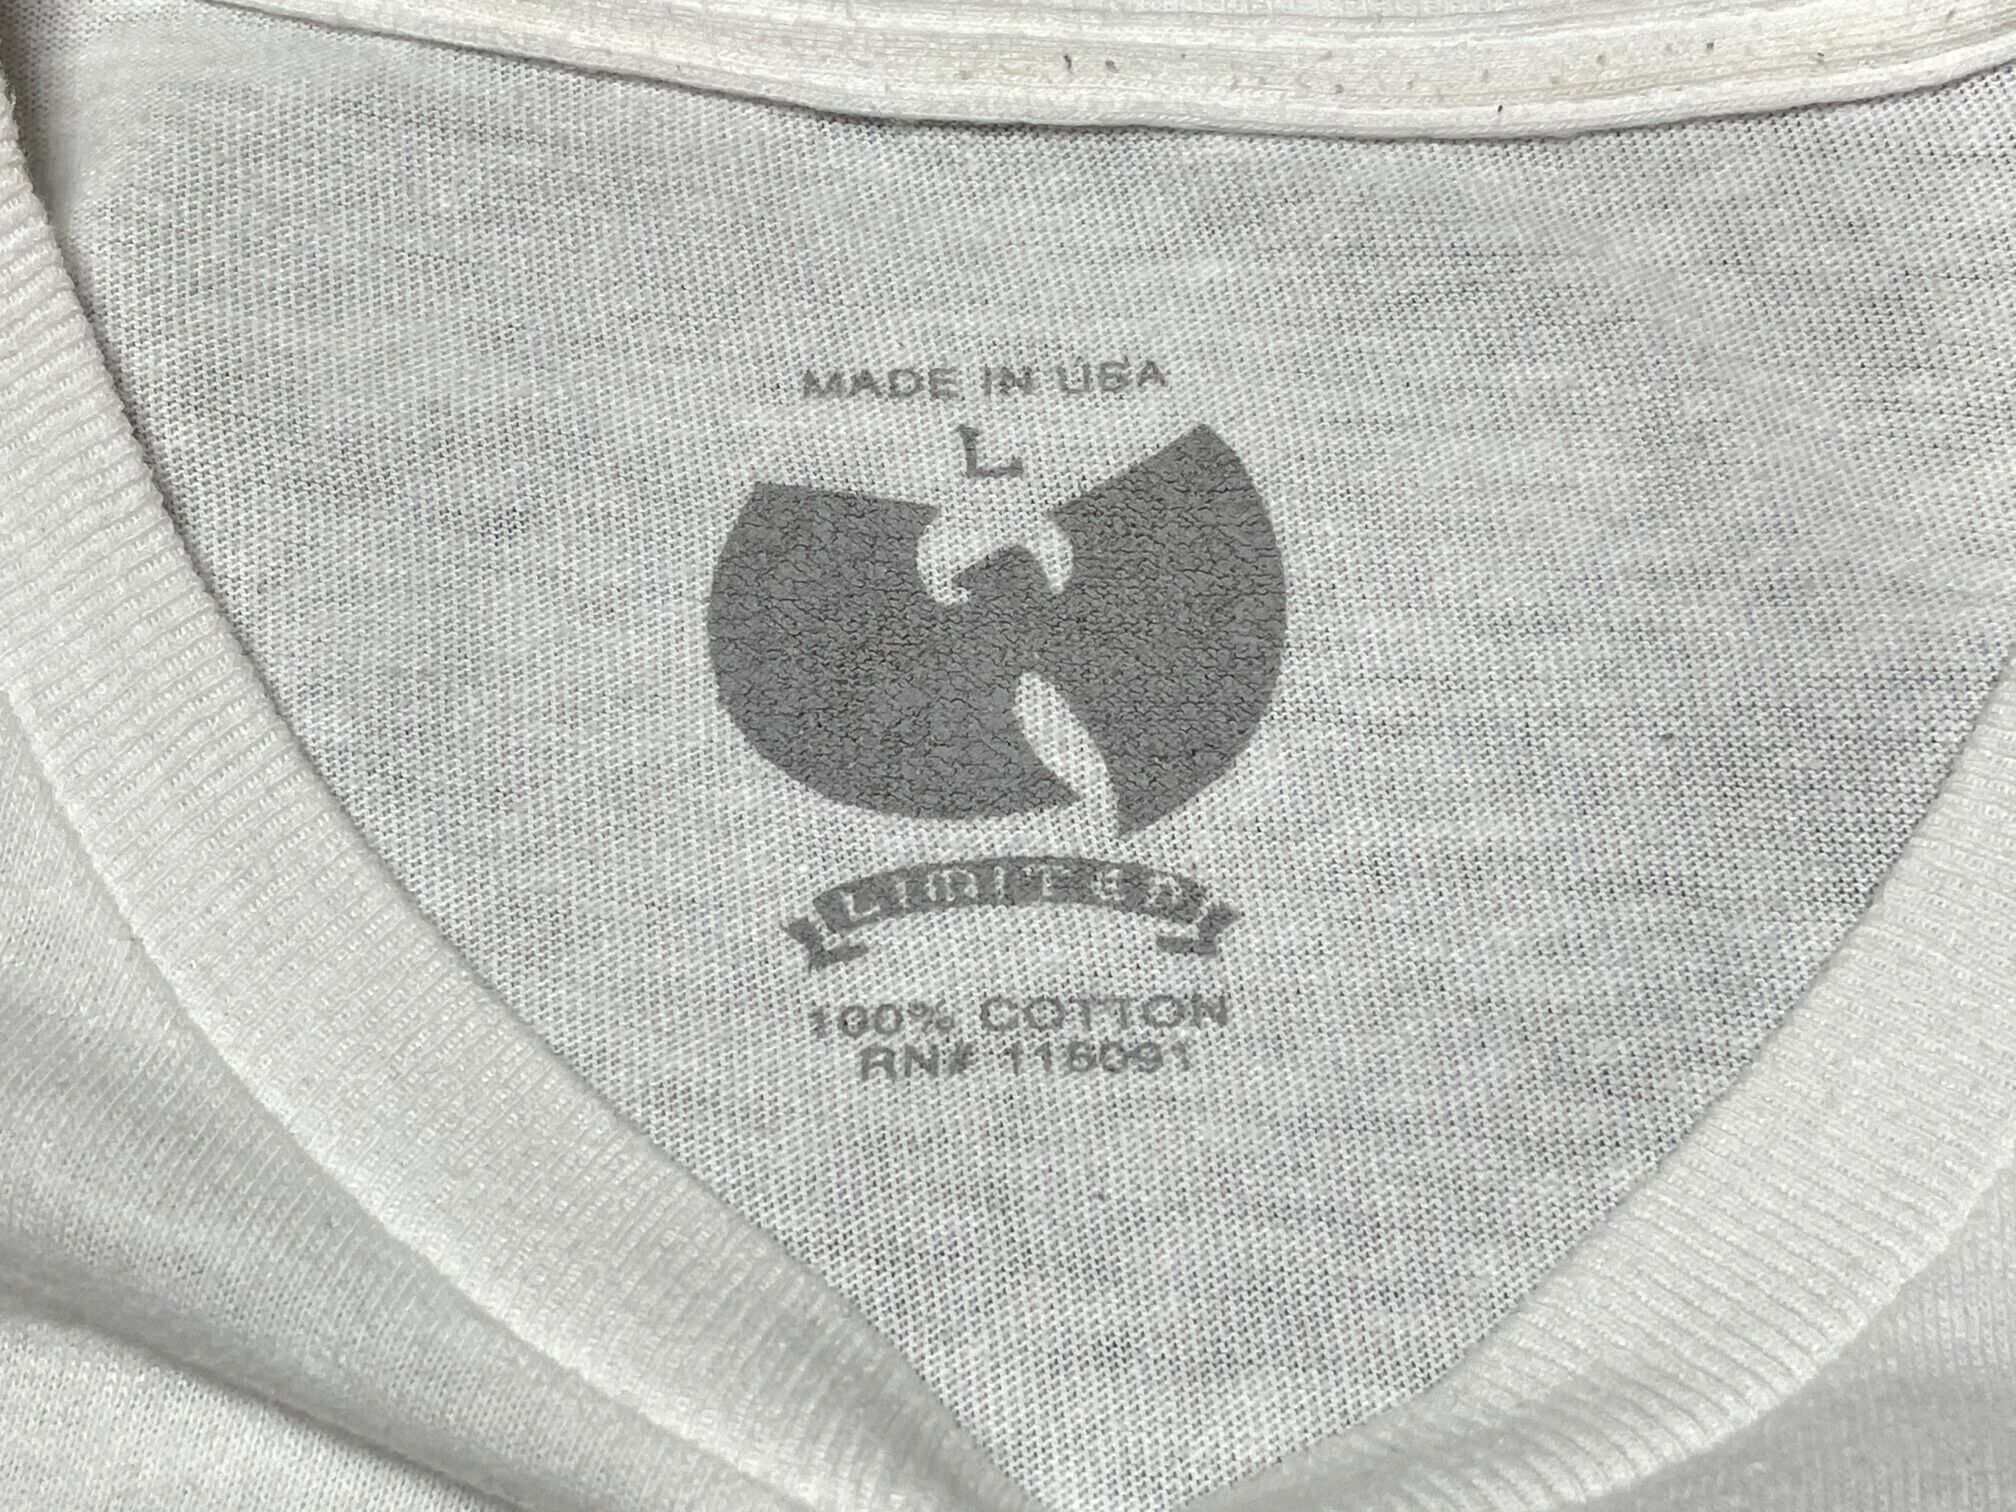 MADE IN USA
L
LIMITED
100% COTTON
RN# 115091